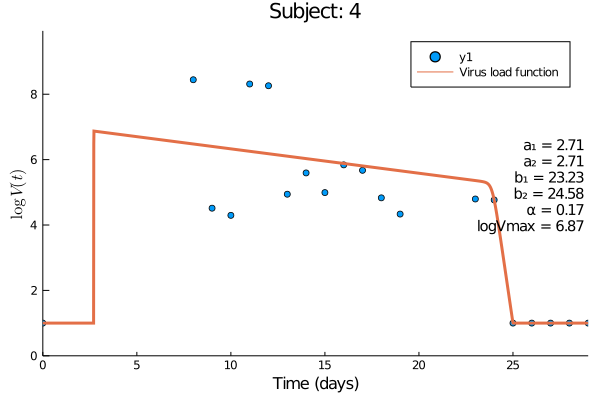 Subject: 4
y1
Virus load function
log V(t)
8
6
4
2
0
a₁ = 2.71
a₂ = 2.71
b₁ = 23.23
b₂ = 24.58
α = 0.17
logVmax = 6.87
0 5 10 15 20 25
Time (days)